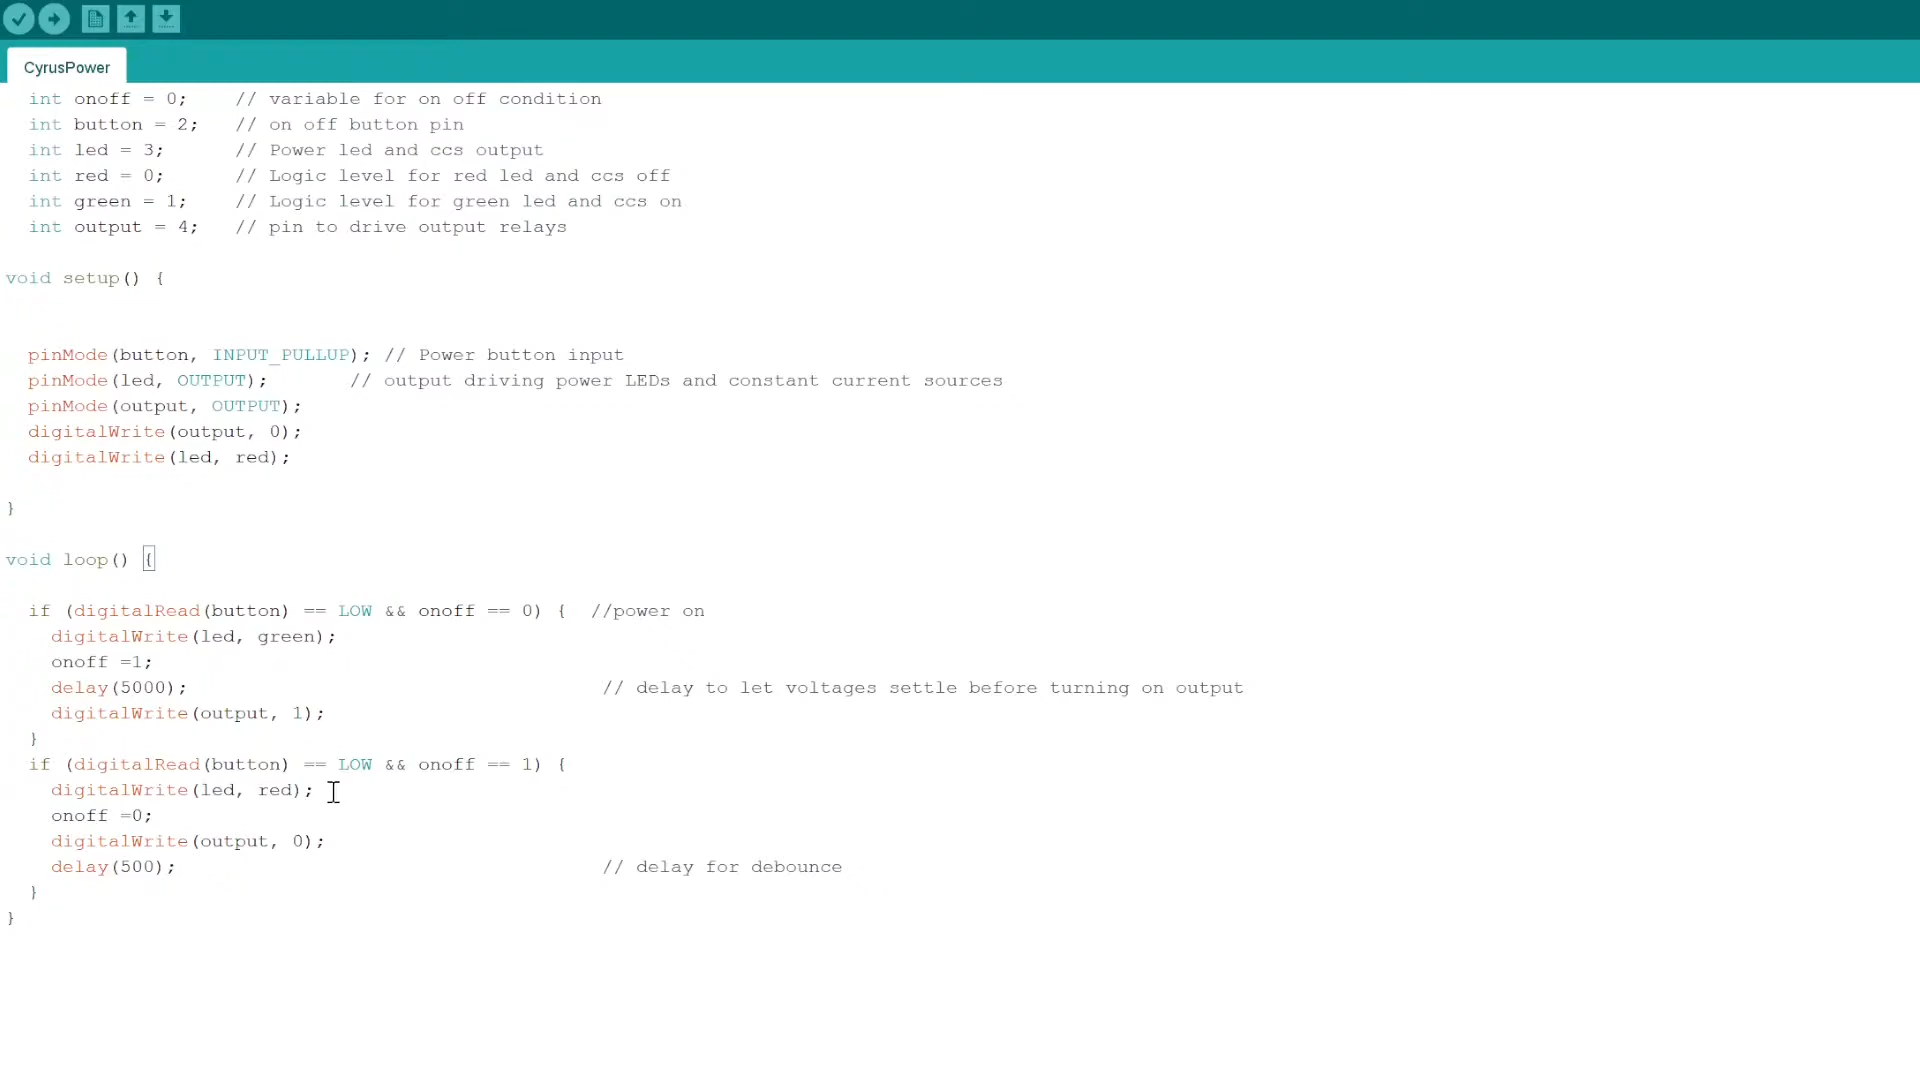 CyrusPower
int onoff = 0;    // variable for on off condition
int button = 2;   // on off button pin
int led = 3;      // Power led and ccs output
int red = 0;      // Logic level for red led and ccs off
int green = 1;    // Logic level for green led and ccs on
int output = 4;   // pin to drive output relays
void setup() {
pinMode(button, INPUT_PULLUP); // Power button input
pinMode(led, OUTPUT);       // output driving power LEDs and constant current sources
pinMode(output, OUTPUT);
digitalWrite(output, 0);
digitalWrite(led, red);
}
void loop() {
if (digitalRead(button) == LOW && onoff == 0) {  //power on
digitalWrite(led, green);
onoff =1;
delay(5000);                                    // delay to let voltages settle before turning on output
digitalWrite(output, 1);
}
if (digitalRead(button) == LOW && onoff == 1) {
digitalWrite(led, red);
onoff =0;
digitalWrite(output, 0);
delay(500);                                     // delay for debounce
}
}